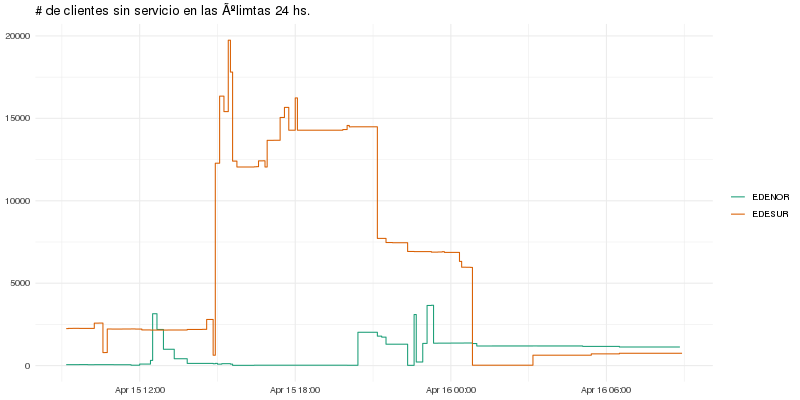 # de clientes sin servicio en las Ãºlimtas 24 hs.
20000
15000
10000
5000
0
Apr 15 12:00
Apr 15 18:00
Apr 16 00:00
Apr 16 06:00
EDENOR
EDESUR